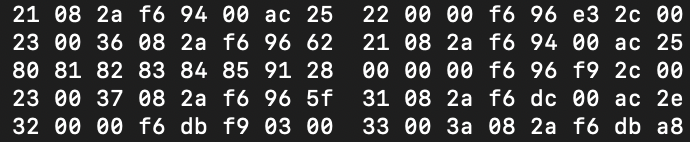 21 08 2a f6 94 00 ac 25  22 00 00 f6 96 e3 2c 00
23 00 36 08 2a f6 96 62  21 08 2a f6 94 00 ac 25
80 81 82 83 84 85 91 28  00 00 00 f6 96 f9 2c 00
23 00 37 08 2a f6 96 5f  31 08 2a f6 dc 00 ac 2e
32 00 00 f6 db f9 03 00  33 00 3a 08 2a f6 db a8